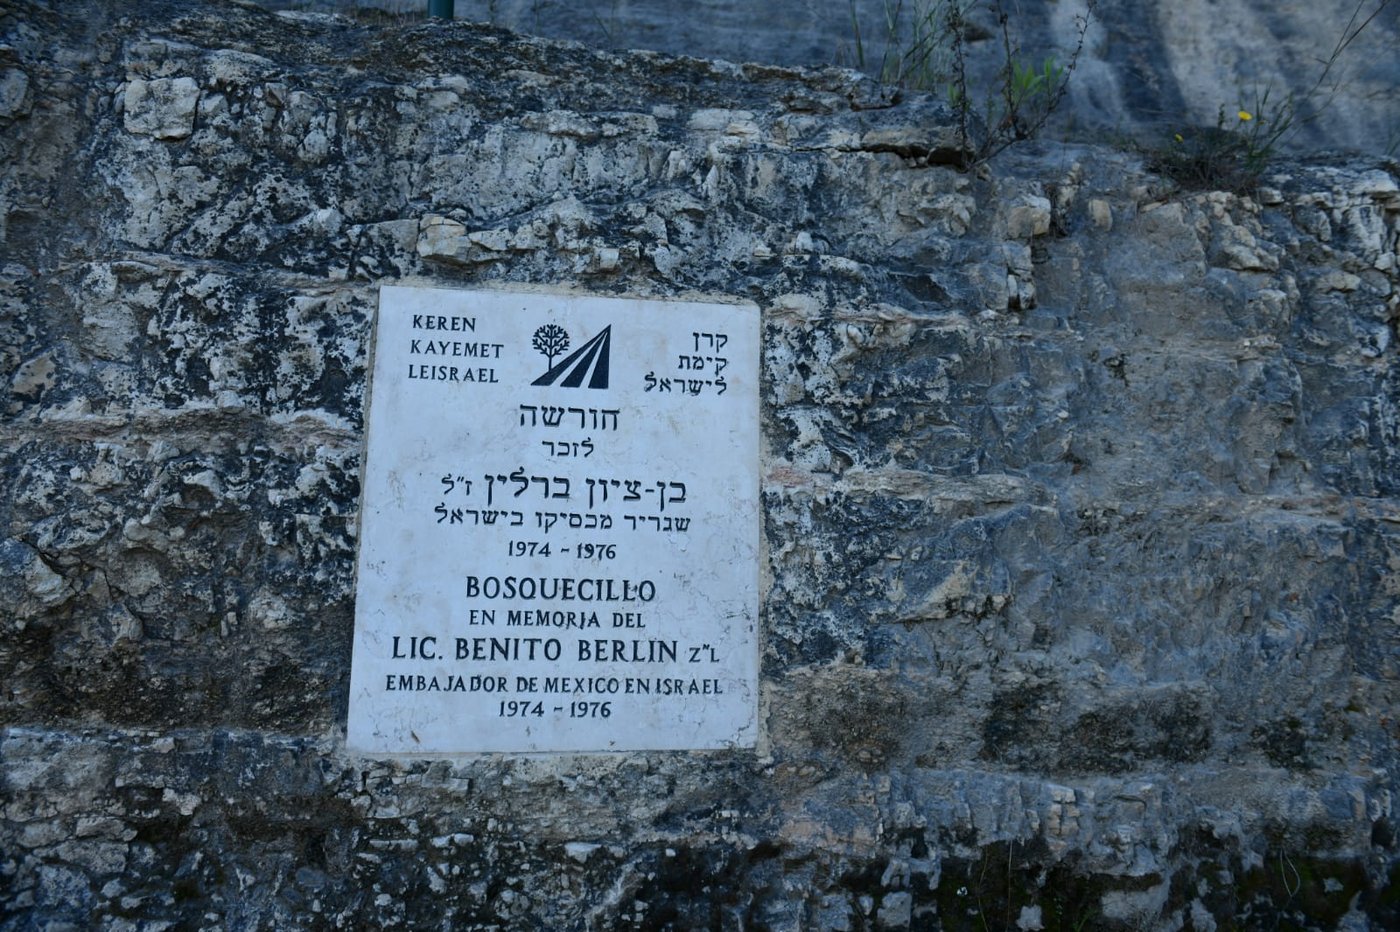 KEREN
KAYEMET
LEISRAEL
קרן
קימת
לישראל
חורשה
לזכר
בן-ציון ברלין ז"ל
שגריר מכסיקו בישראל
1974 - 1976
BOSQUECILLO
EN MEMORIA DEL
LIC. BENITO BERLIN Z"L
EMBAJADOR DE MEXICO EN ISRAEL
1974 - 1976